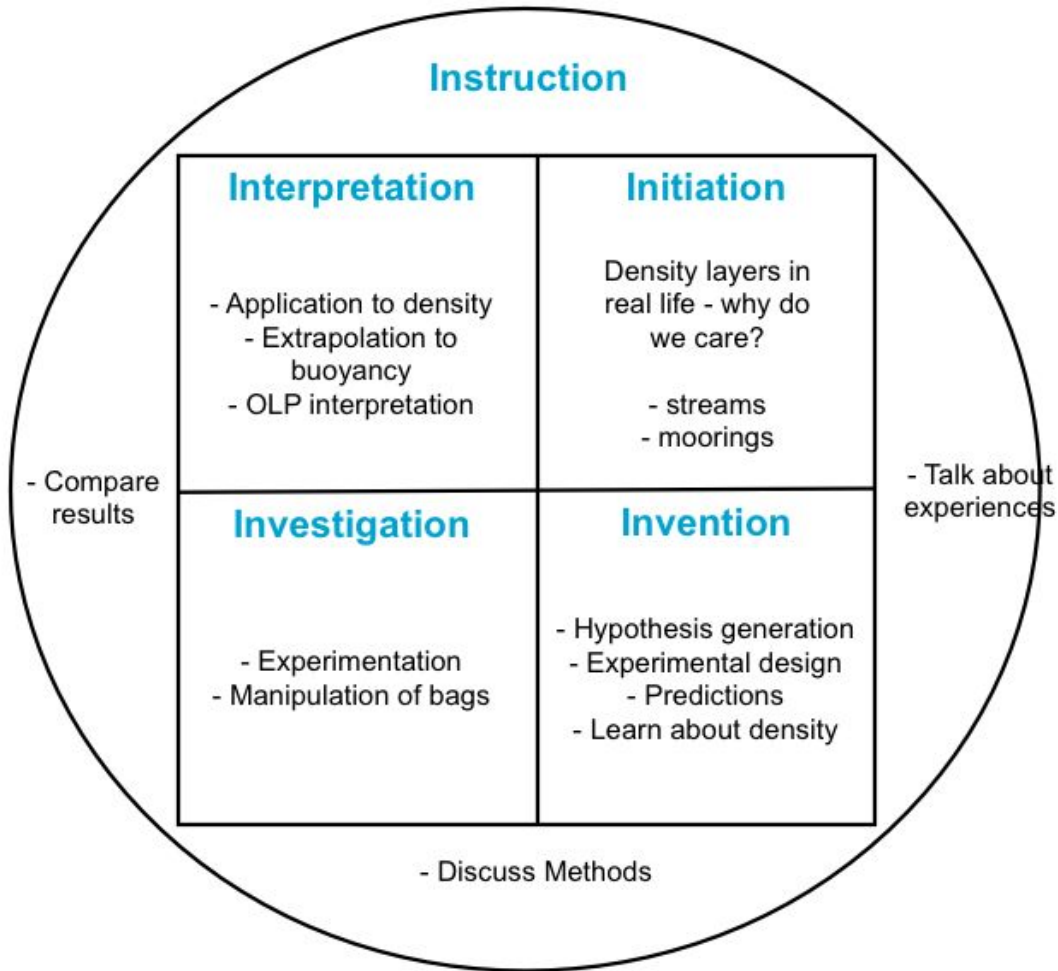 Instruction
Interpretation
- Application to density
- Extrapolation to
buoyancy
- OLP interpretation
Initiation
Density layers in
real life - why do
we care?
- streams
- moorings
- Compare
results
- Talk about
experiences
Investigation
- Experimentation
- Manipulation of bags
Invention
- Hypothesis generation
- Experimental design
- Predictions
- Learn about density
- Discuss Methods